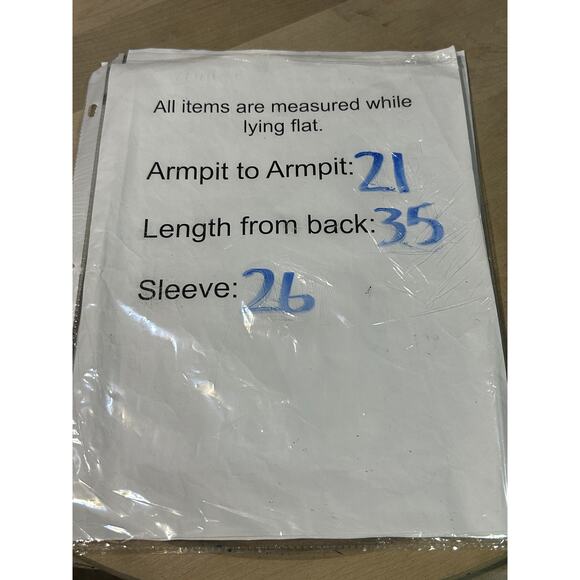 All items are measured while
lying flat.
Armpit to Armpit: 21
Length from back: 35
Sleeve: 26